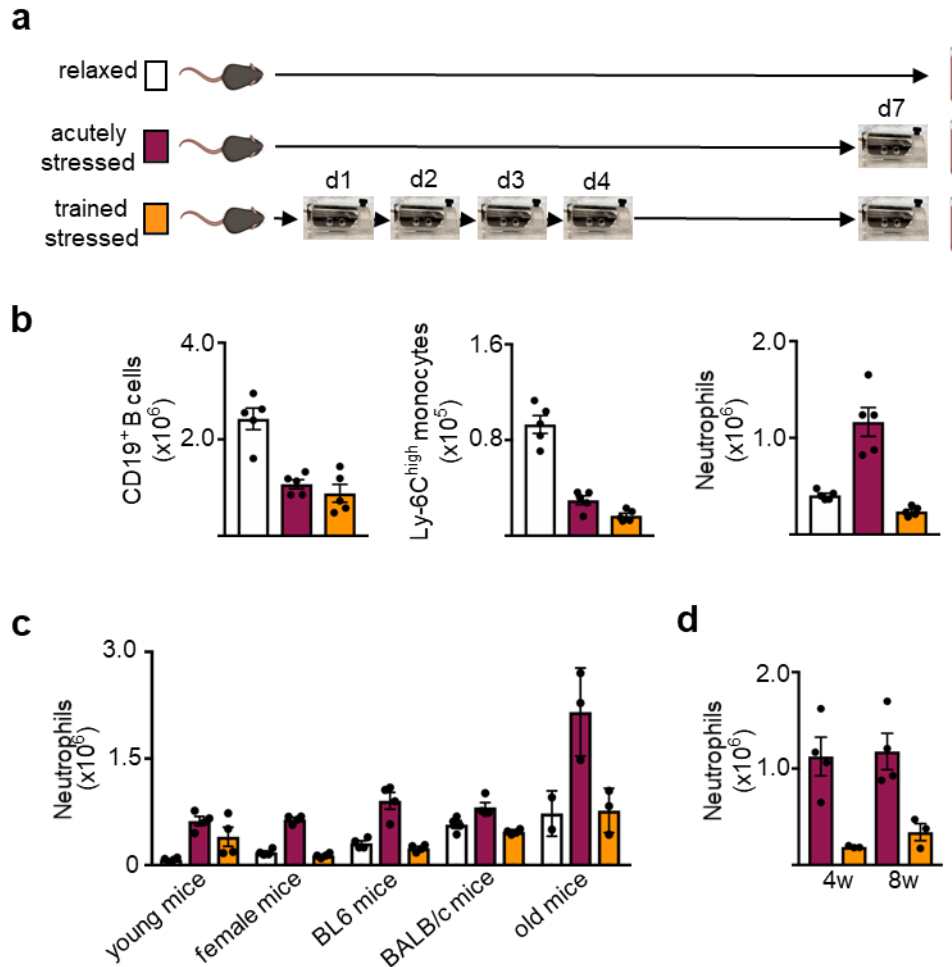 a
relaxed
acutely
stressed
d7
trained
stressed
d1 d2 d3 d4
b
CD19⁺ B cells
(x10⁶)
4.0
2.0
Ly-6Cʰⁱᵍʰ monocytes
(x10⁵)
1.6
0.8
Neutrophils
(x10⁶)
2.0
1.0
c
Neutrophils
(x10⁶)
3.0
1.5
0
young mice
female mice
BL6 mice
BALB/c mice
old mice
d
Neutrophils
(x10⁶)
2.0
1.0
4w 8w